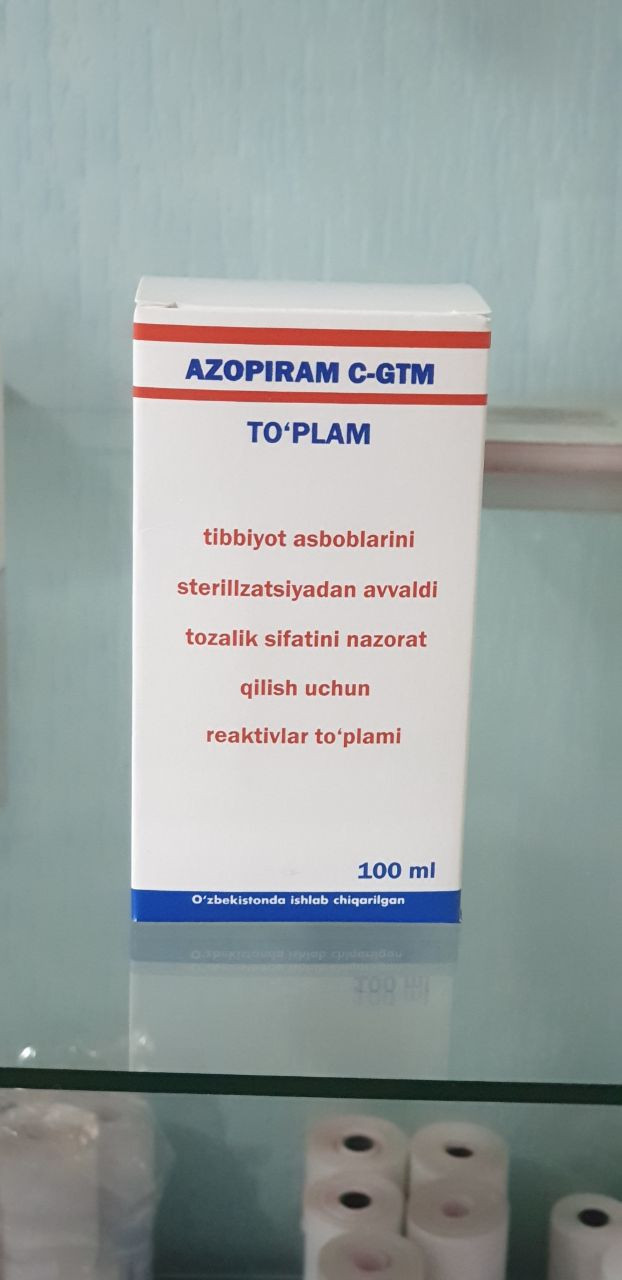 AZOPIRAM C-GTM
TO‘PLAM
tibbiyot asboblarini
sterillzatsiyadan avvaldi
tozalik sifatini nazorat
qilish uchun
reaktivlar to‘plami
100 ml
O‘zbekistonda ishlab chiqarilgan